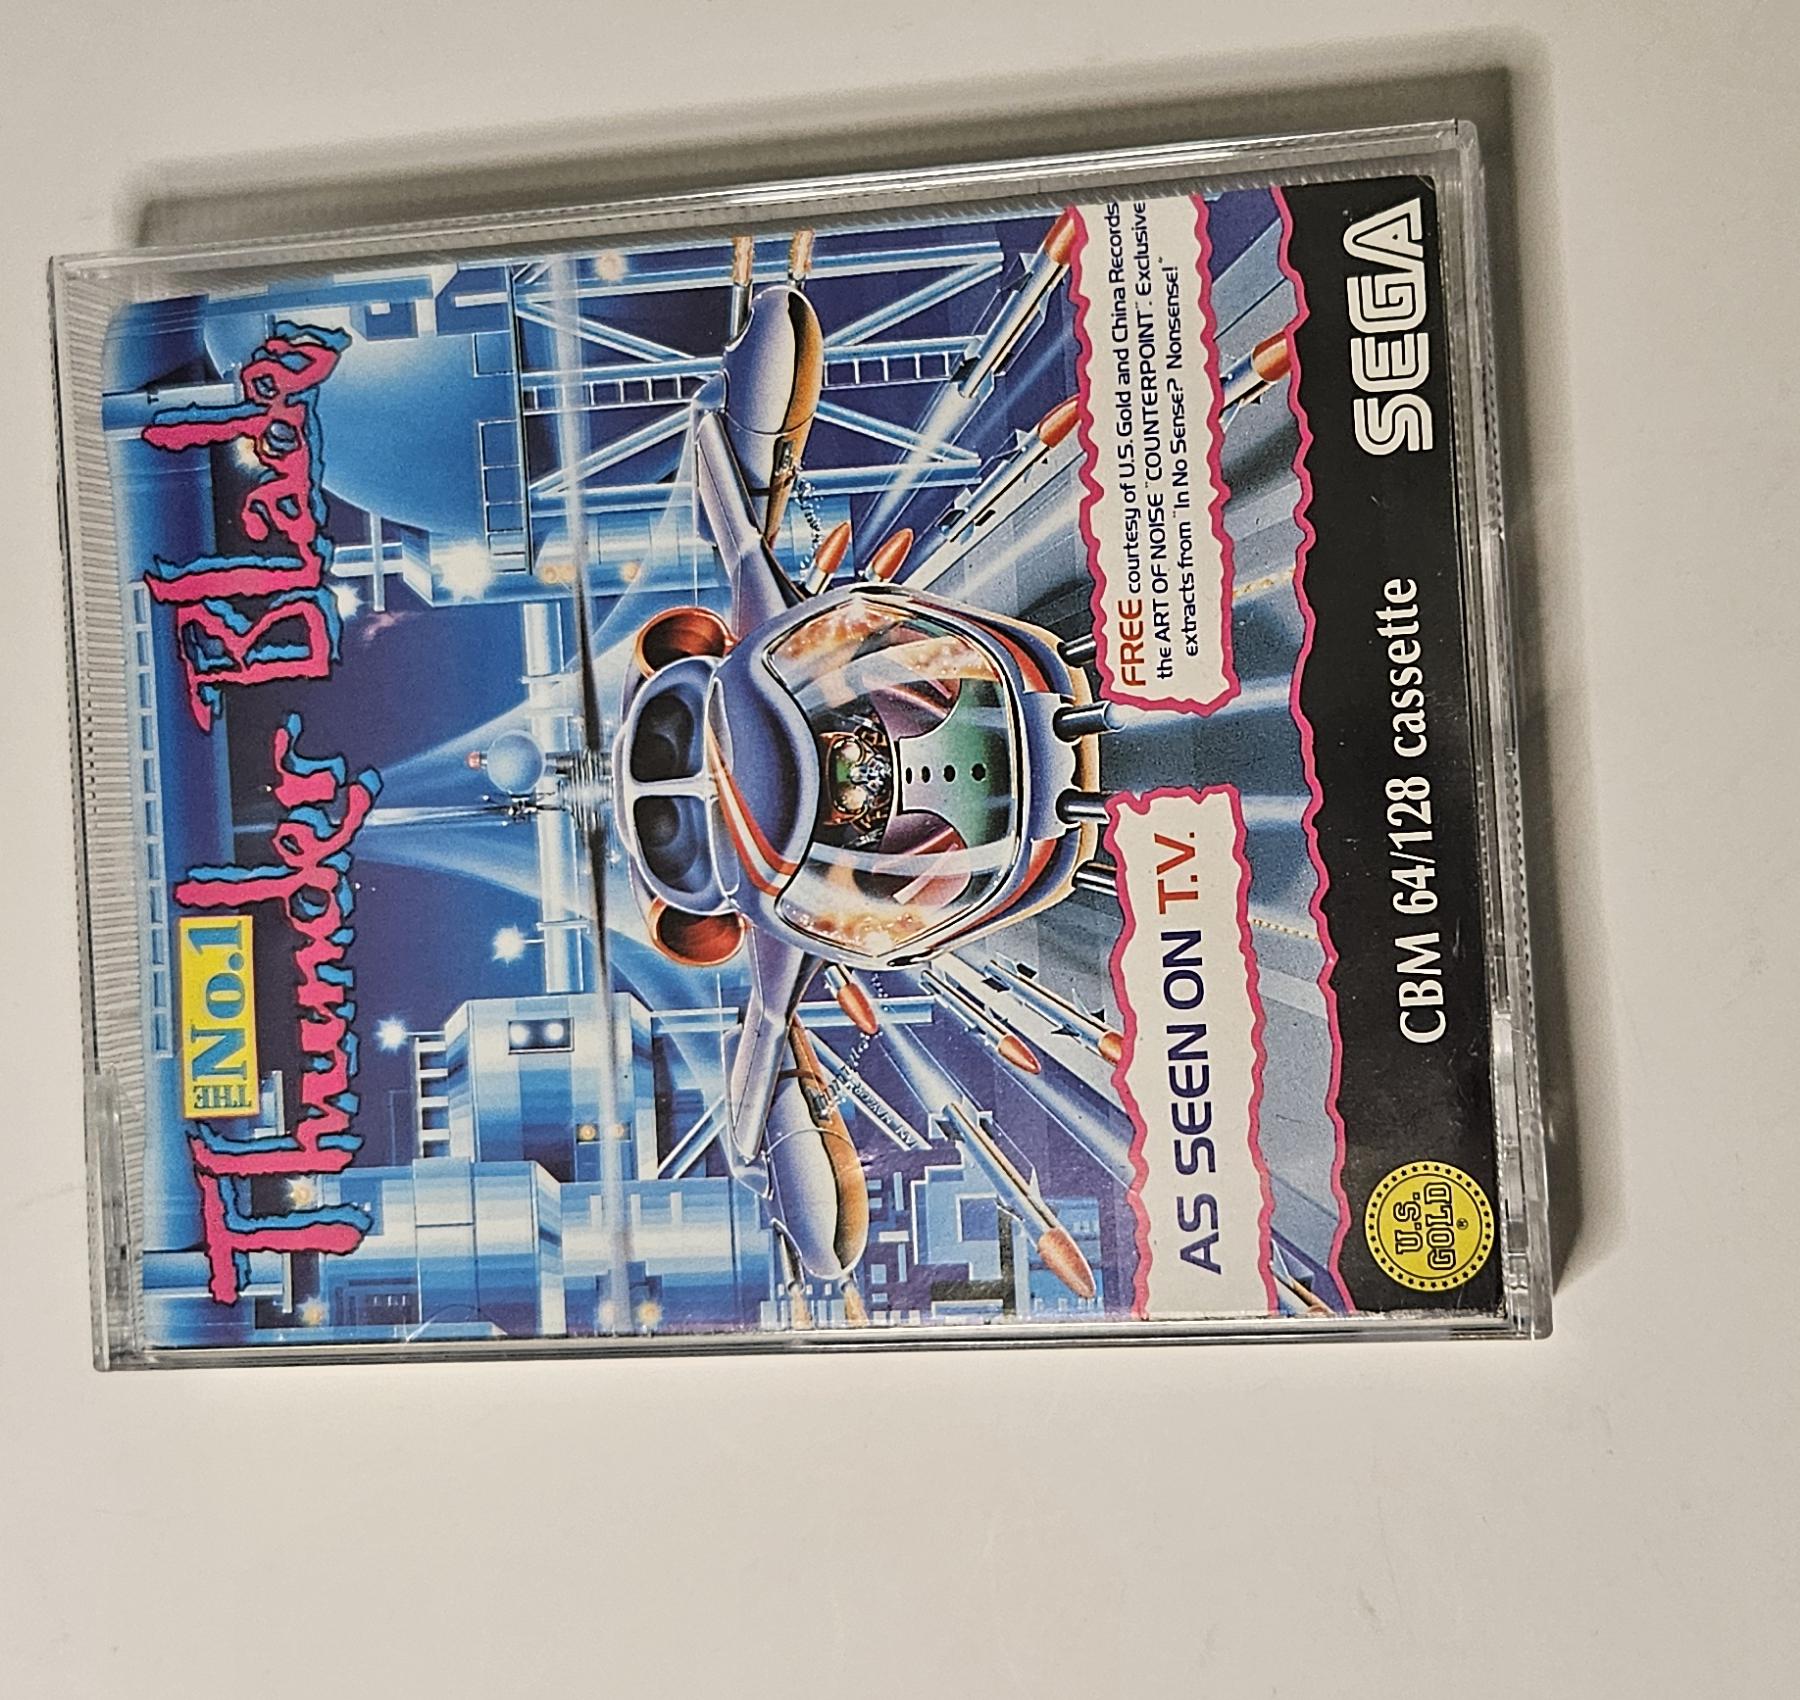 THE No.1
Thunder Blade
TM
AS SEEN ON T.V.
FREE courtesy of U.S. Gold and China Records
the ART OF NOISE "COUNTERPOINT". Exclusive
extracts from "In No Sense? Nonsense!"
U.S.
GOLD
®
CBM 64/128 cassette
SEGA